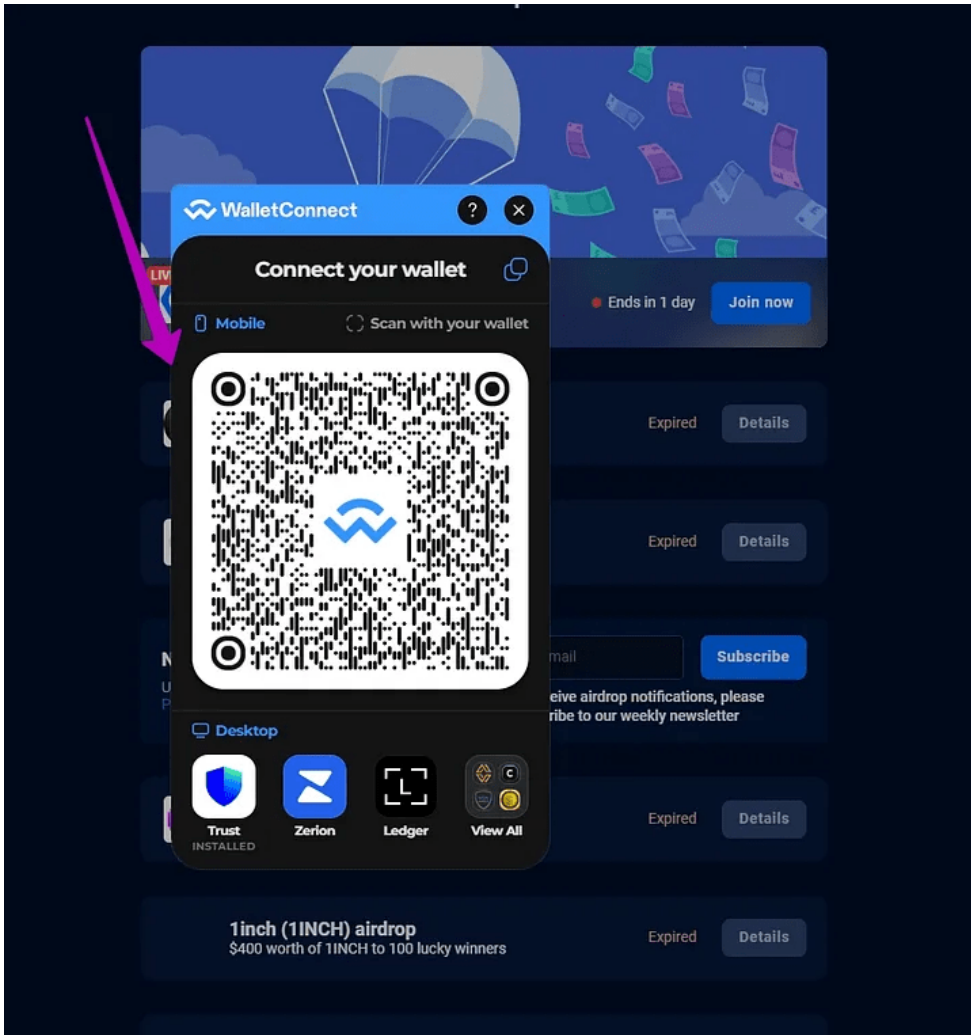 WalletConnect
?
Connect your wallet
LIV
Ends in 1 day
Join now
Mobile
Scan with your wallet
Expired
Details
Expired
Details
N
mail
Subscribe
U
P
eive airdrop notifications, please
ribe to our weekly newsletter
Desktop
Trust
INSTALLED
Zerion
L
Ledger
C
View All
Expired
Details
1inch (1INCH) airdrop
$400 worth of 1INCH to 100 lucky winners
Expired
Details